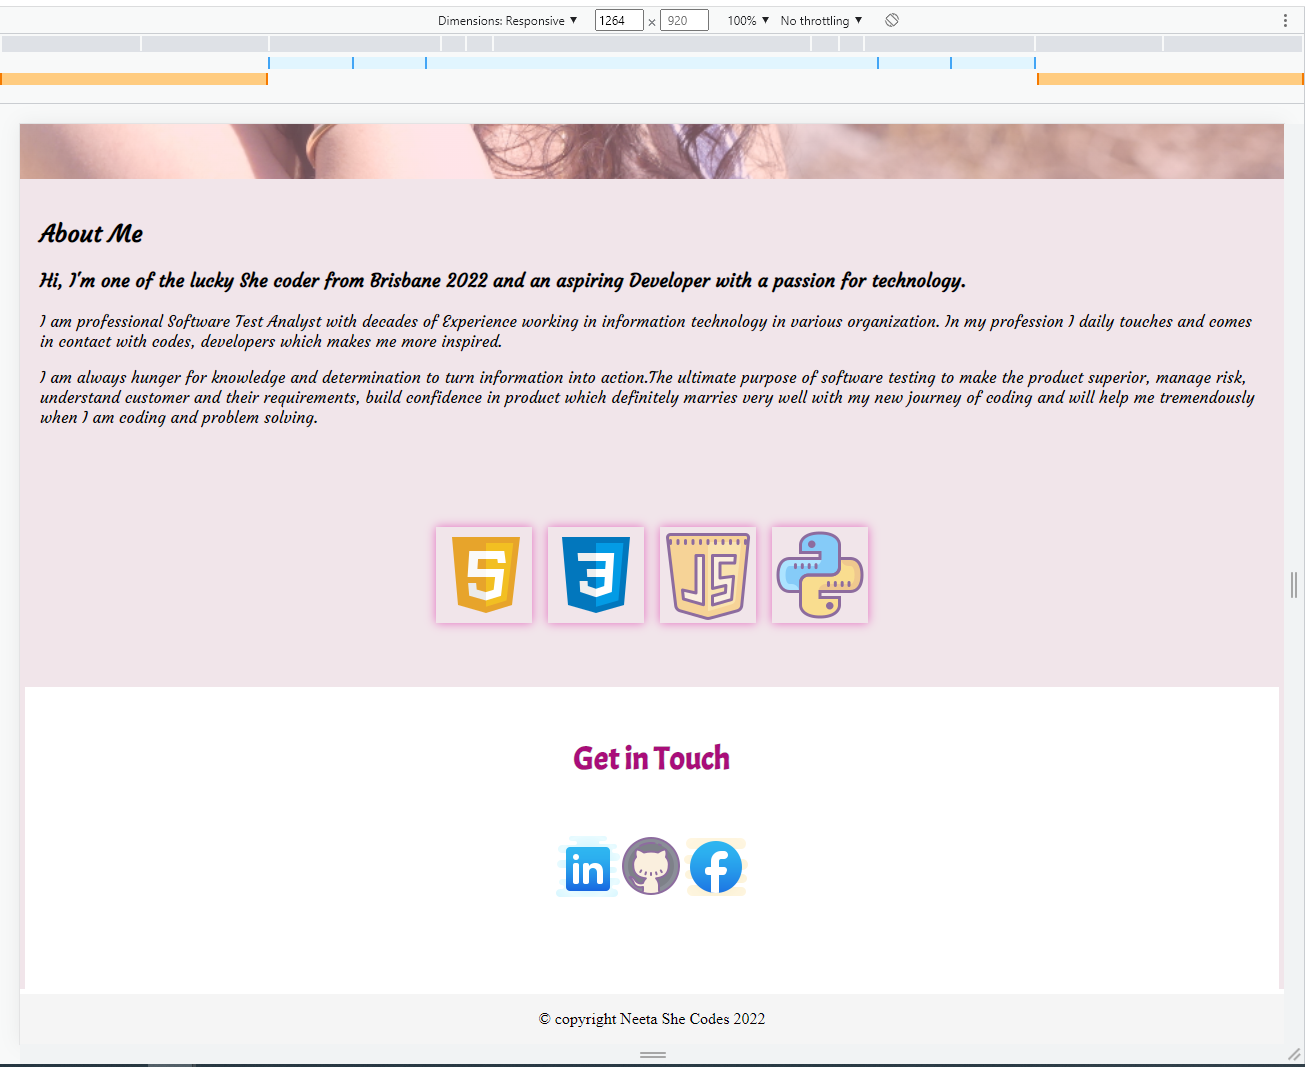 Dimensions: Responsive ▼ 1264 × 920 100% ▼ No throttling ▼
About Me
Hi, I'm one of the lucky She coder from Brisbane 2022 and an aspiring Developer with a passion for technology.
I am professional Software Test Analyst with decades of Experience working in information technology in various organization. In my profession I daily touches and comes
in contact with codes, developers which makes me more inspired.
I am always hunger for knowledge and determination to turn information into action.The ultimate purpose of software testing to make the product superior, manage risk,
understand customer and their requirements, build confidence in product which definitely marries very well with my new journey of coding and will help me tremendously
when I am coding and problem solving.
5 3 JS
Get in Touch
in f
© copyright Neeta She Codes 2022